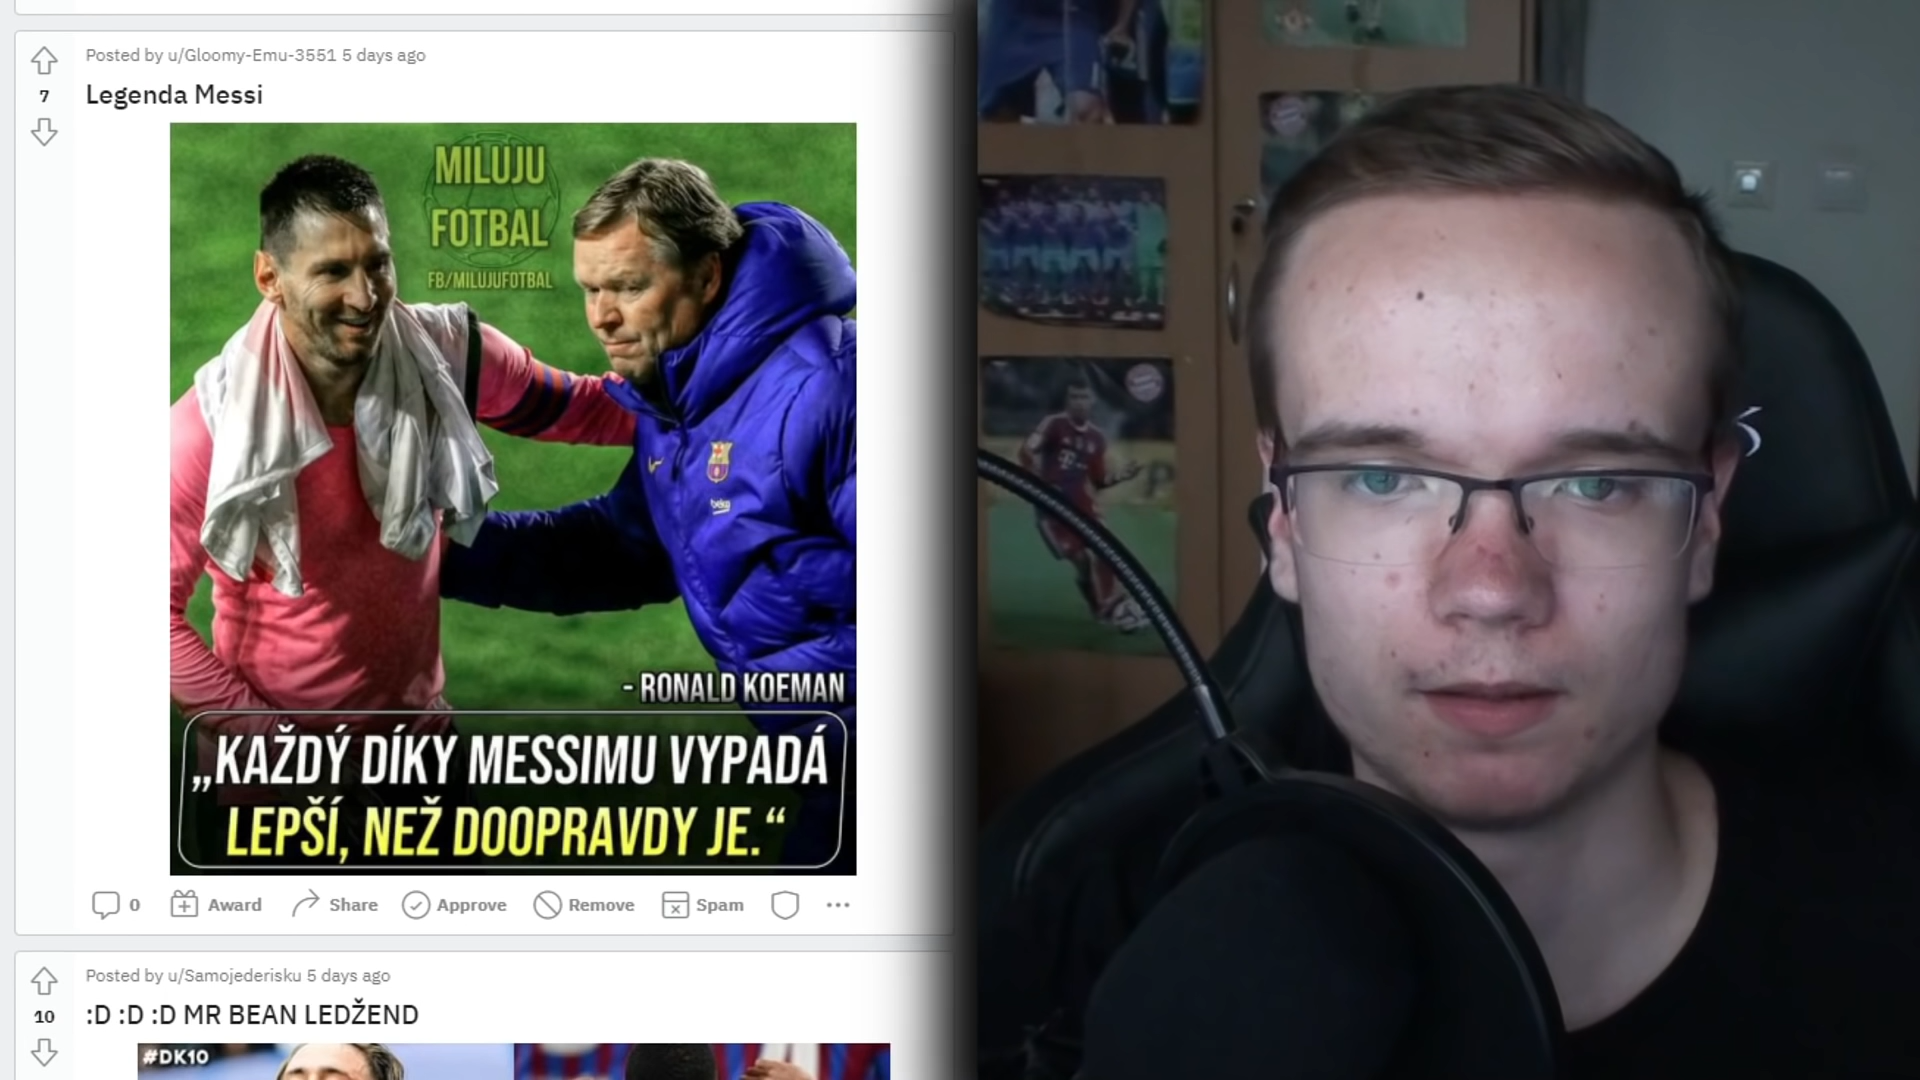 Posted by u/Gloomy-Emu-3551 5 days ago
7
Legenda Messi
MILUJU
FOTBAL
FB/MILUJUFOTBAL
beko
- RONALD KOEMAN
„KAŽDÝ DÍKY MESSIMU VYPADÁ
LEPŠÍ, NEŽ DOOPRAVDY JE.“
0 Award Share Approve Remove Spam
Posted by u/Samojederisku 5 days ago
10
:D :D :D MR BEAN LEDŽEND
#DK10